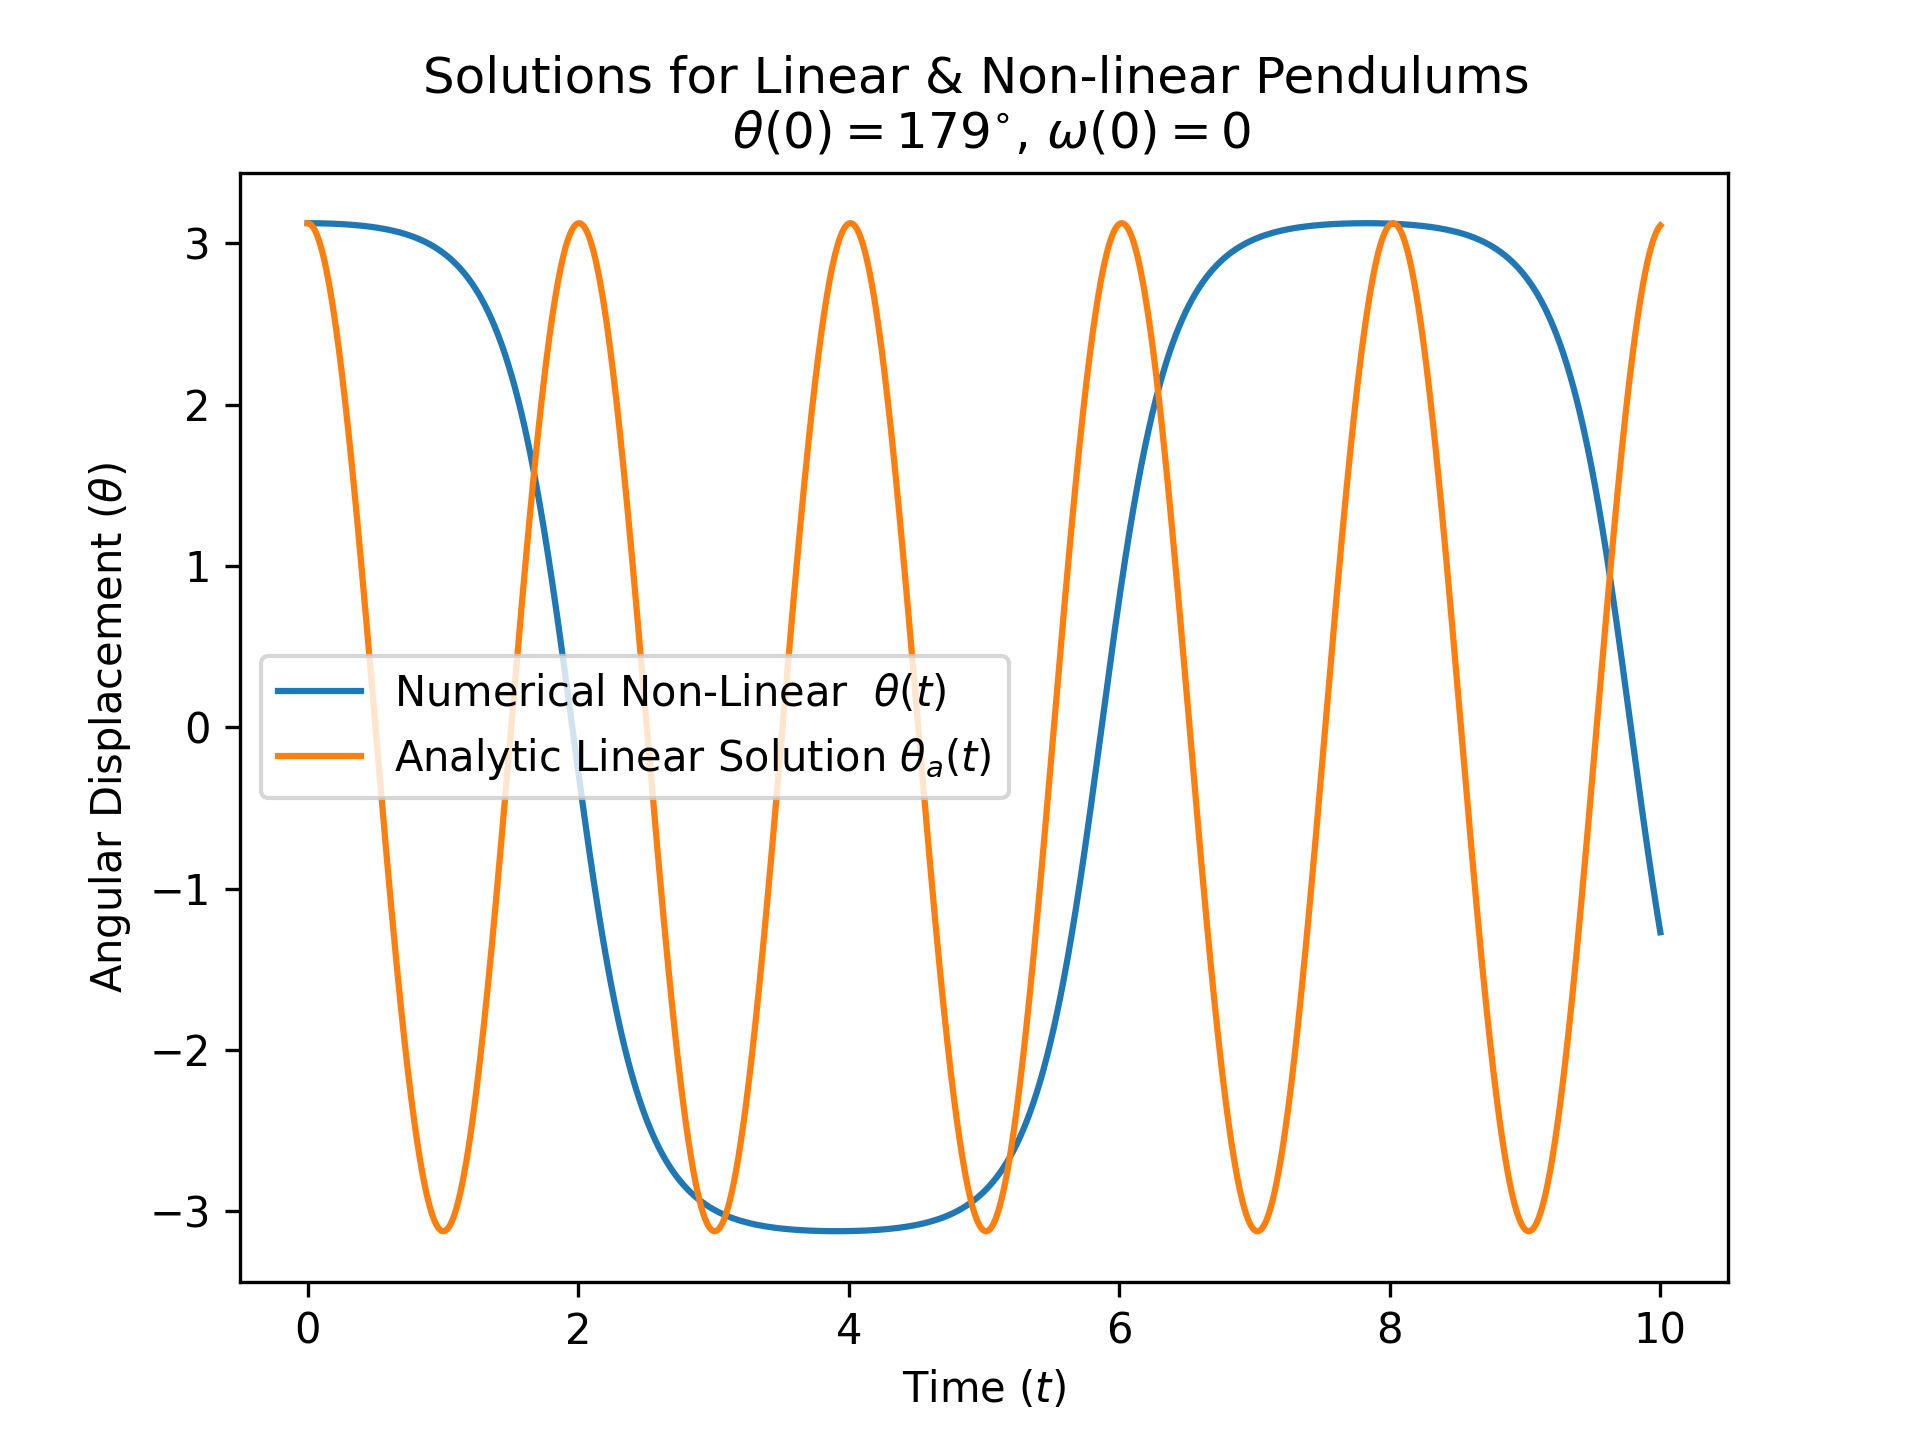 Solutions for Linear & Non-linear Pendulums
θ(0) = 179°, ω(0) = 0
Angular Displacement (θ)
3
2
1
0
−1
−2
−3
Numerical Non-Linear θ(t)
Analytic Linear Solution θₐ(t)
0 2 4 6 8 10
Time (t)